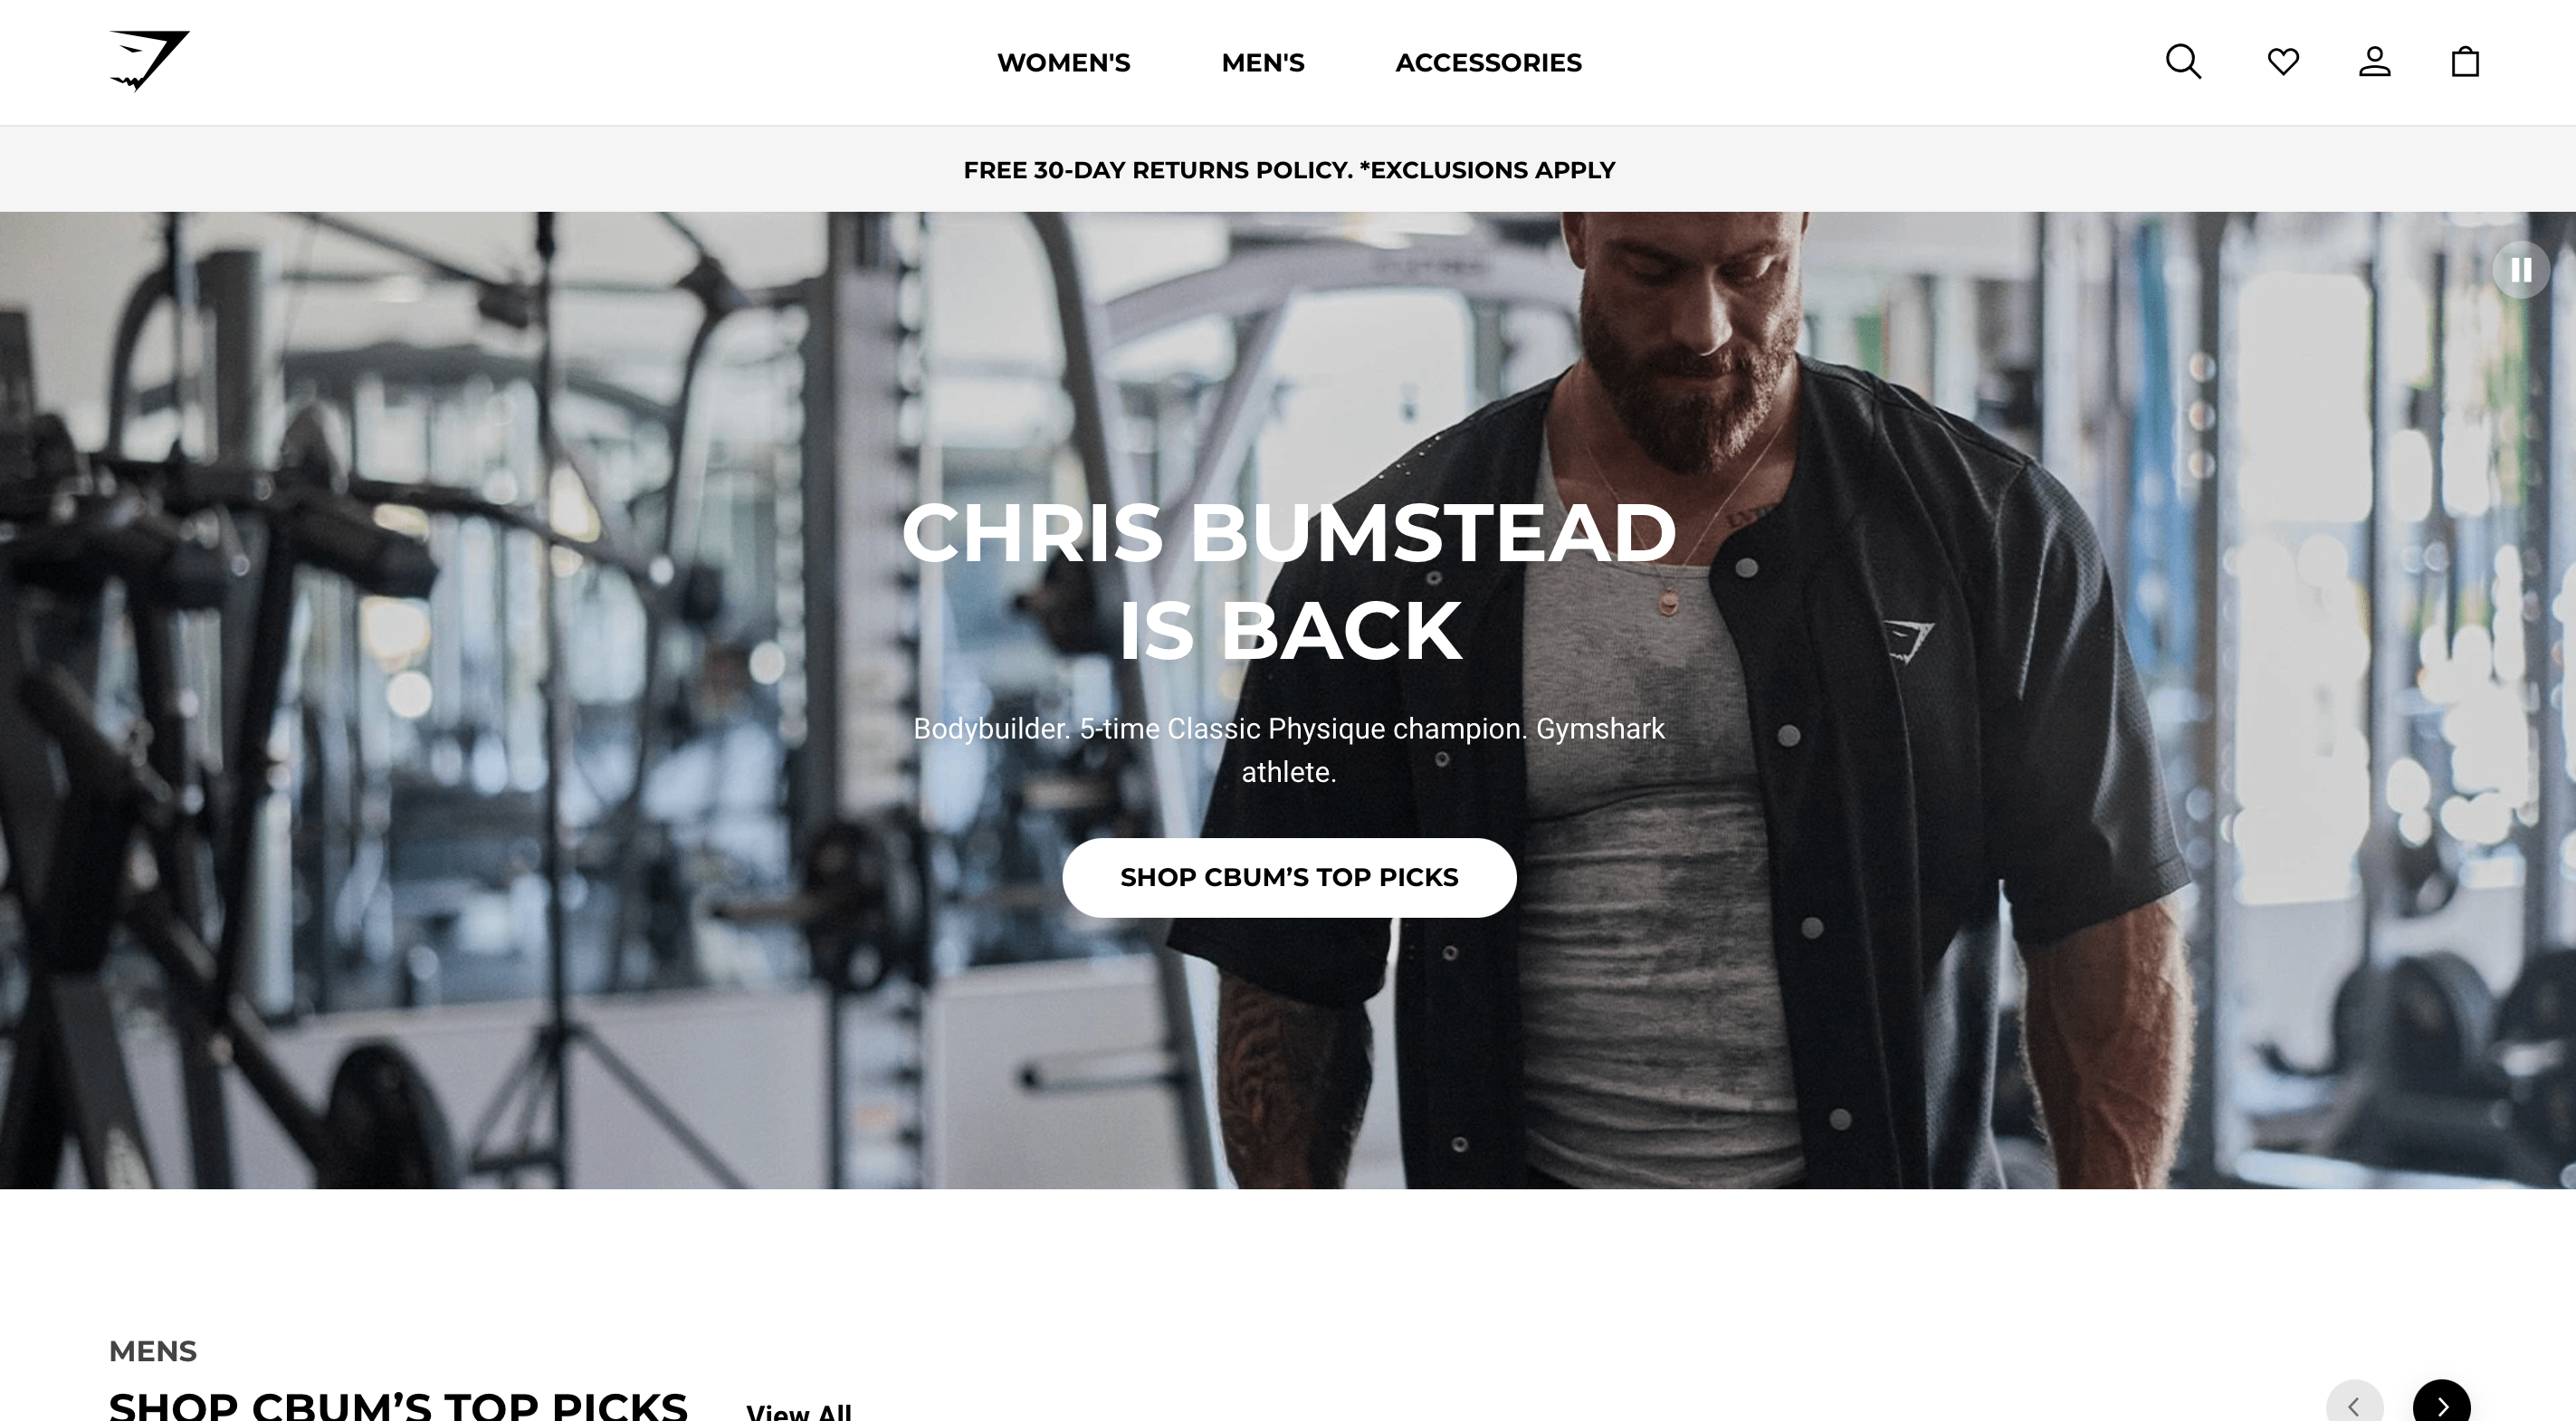 WOMEN'S MEN'S ACCESSORIES
FREE 30-DAY RETURNS POLICY. *EXCLUSIONS APPLY
CHRIS BUMSTEAD
IS BACK
Bodybuilder. 5-time Classic Physique champion. Gymshark
athlete.
SHOP CBUM’S TOP PICKS
MENS
SHOP CBUM’S TOP PICKS View All